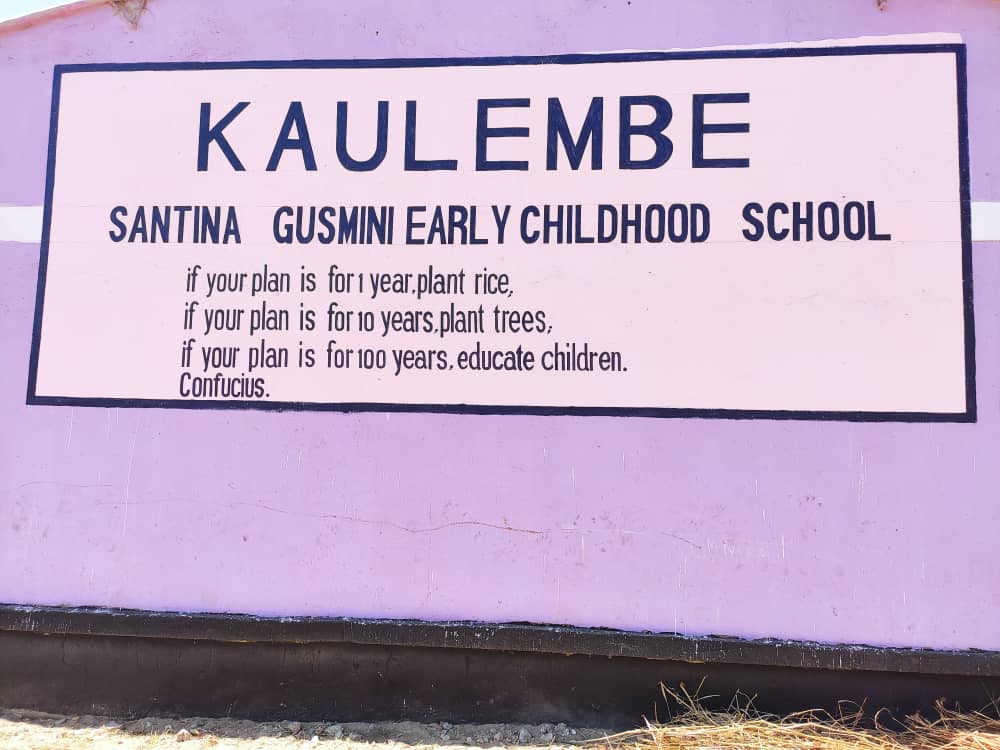 KAULEMBE
SANTINA GUSMINI EARLY CHILDHOOD SCHOOL
if your plan is for 1 year,plant rice,
if your plan is for 10 years,plant trees,
if your plan is for 100 years, educate children.
Confucius.